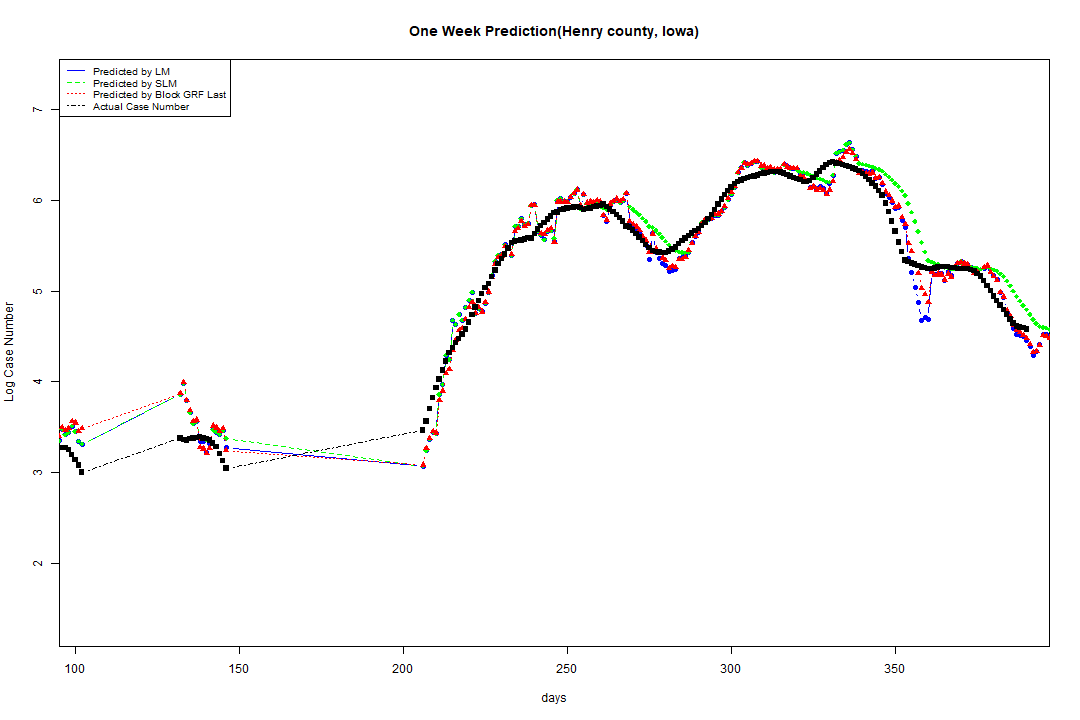 One Week Prediction(Henry county, Iowa)
Predicted by LM
Predicted by SLM
Predicted by Block GRF Last
Actual Case Number
7
6
5
4
3
2
Log Case Number
100 150 200 250 300 350
days